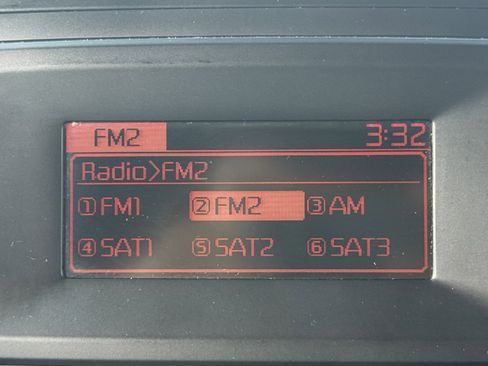 FM2 3:32
Radio>FM2
①FM1 ②FM2 ③AM
④SAT1 ⑤SAT2 ⑥SAT3